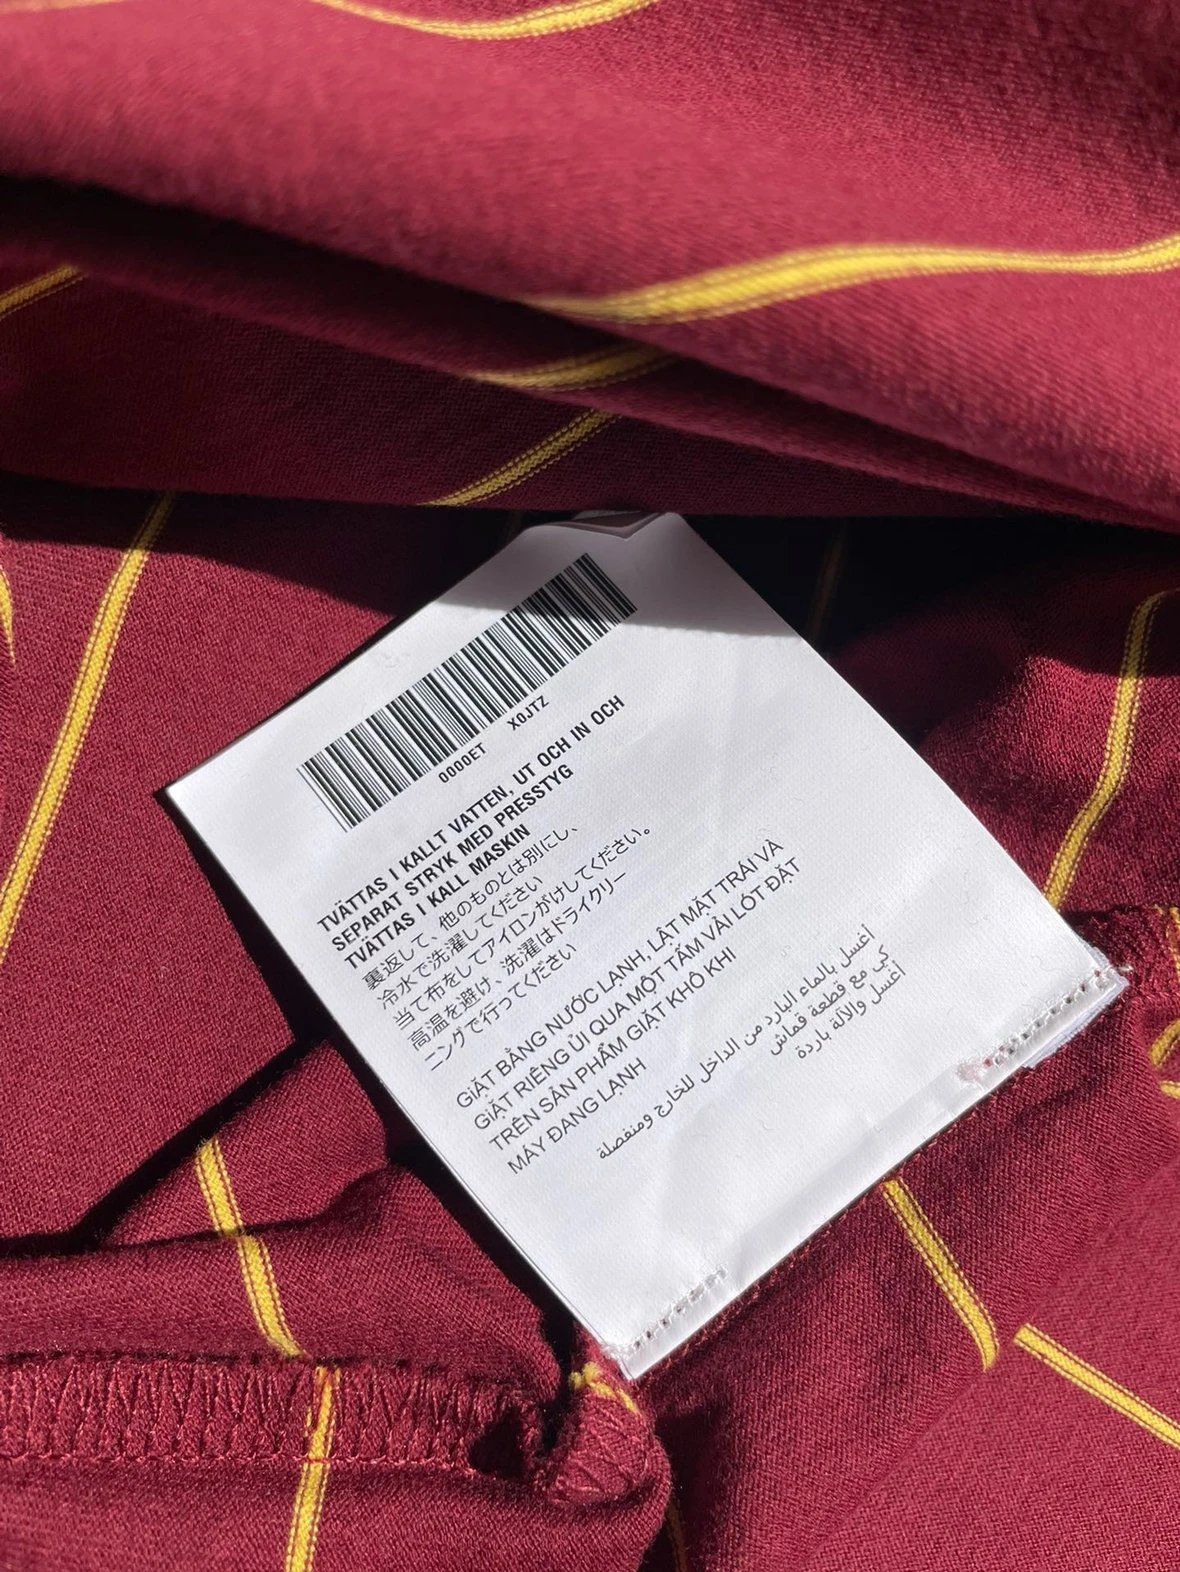 0000ET X0JTZ
TVÄTTAS I KALLT VATTEN, UT OCH IN OCH
SEPARAT STRYK MED PRESSTYG
TVÄTTAS I KALL MASKIN
裏返して、他のものとは別にし、
冷水で洗濯してください
当て布をしてアイロンがけしてください。
高温を避け、洗濯はドライクリー
ニングで行ってください
GIẶT BẰNG NƯỚC LẠNH, LẬT MẶT TRÁI VÀ
GIẶT RIÊNG ỦI QUA MỘT TẤM VẢI LÓT ĐẶT
TRÊN SẢN PHẨM GIẶT KHÔ KHI
MÁY ĐANG LẠNH
اغسل بالماء البارد من الداخل للخارج ومنفصلة
كي مع قطعة قماش
اغسل والآلة باردة